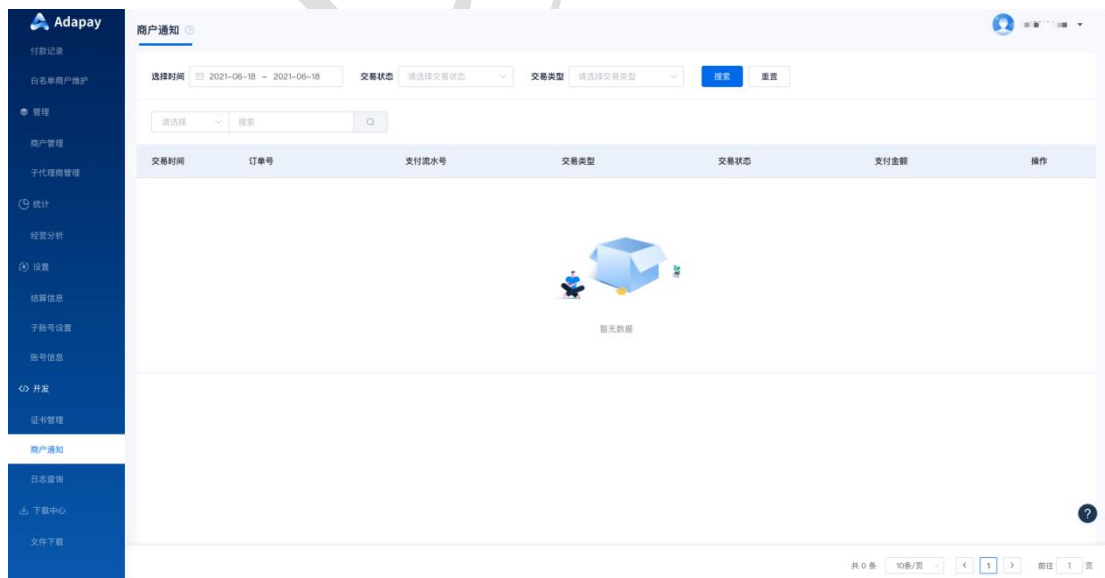 Adapay
付款记录
白名单商户维护
管理
商户管理
子代理商管理
统计
经营分析
设置
结算信息
子账号设置
账号信息
</> 开发
证书管理
商户通知
日志查询
下载中心
文件下载
商户通知 ?
选择时间 2021-06-18 - 2021-06-18 交易状态 请选择交易状态 交易类型 请选择交易类型 搜索 重置
请选择 搜索
交易时间 订单号 支付流水号 交易类型 交易状态 支付金额 操作
暂无数据
?
共 0 条 10条/页 < 1 > 前往 1 页